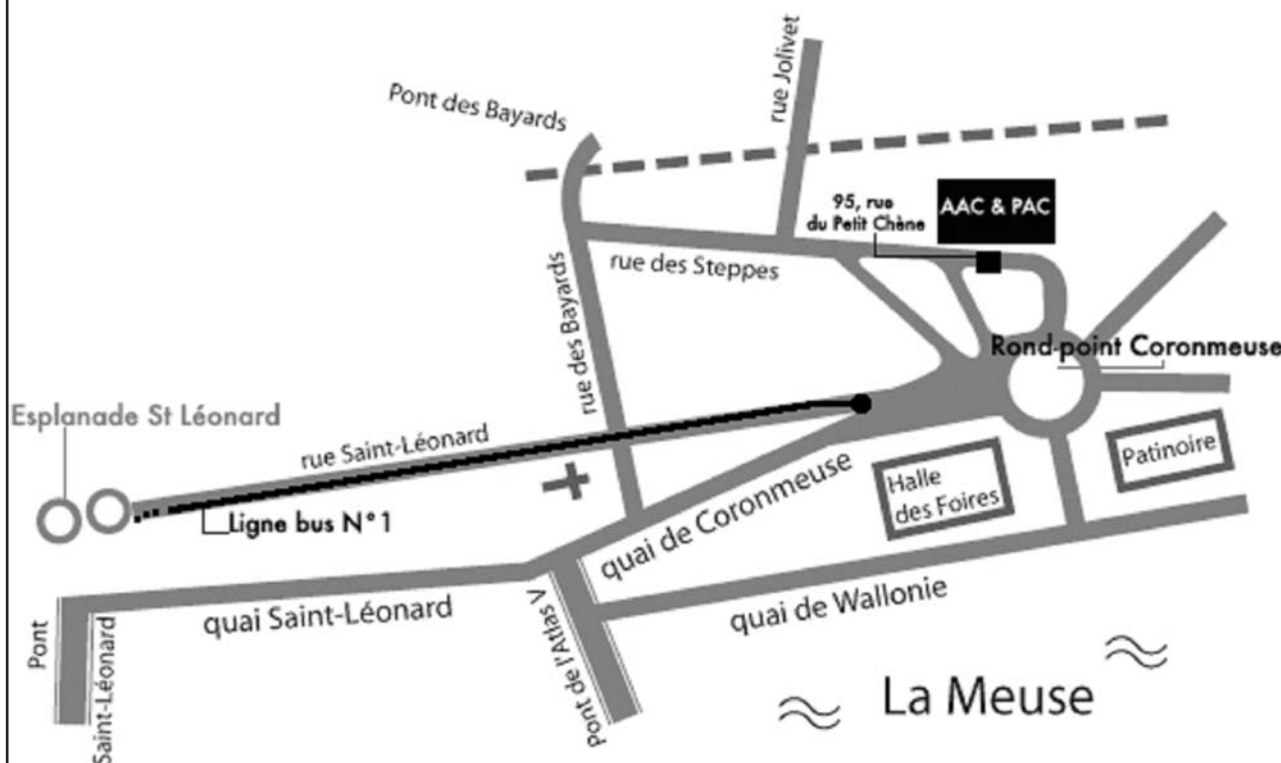 Pont des Bayards
rue Jolivet
95, rue
du Petit Chène
AAC & PAC
rue des Steppes
rue des Bayards
Rond-point Coronmeuse
Esplanade St Léonard
rue Saint-Léonard
Patinoire
Halle
des Foires
Ligne bus N°1
quai de Coronmeuse
quai Saint-Léonard
quai de Wallonie
Pont
Saint-Léonard
Pont de l'Atlas V
La Meuse